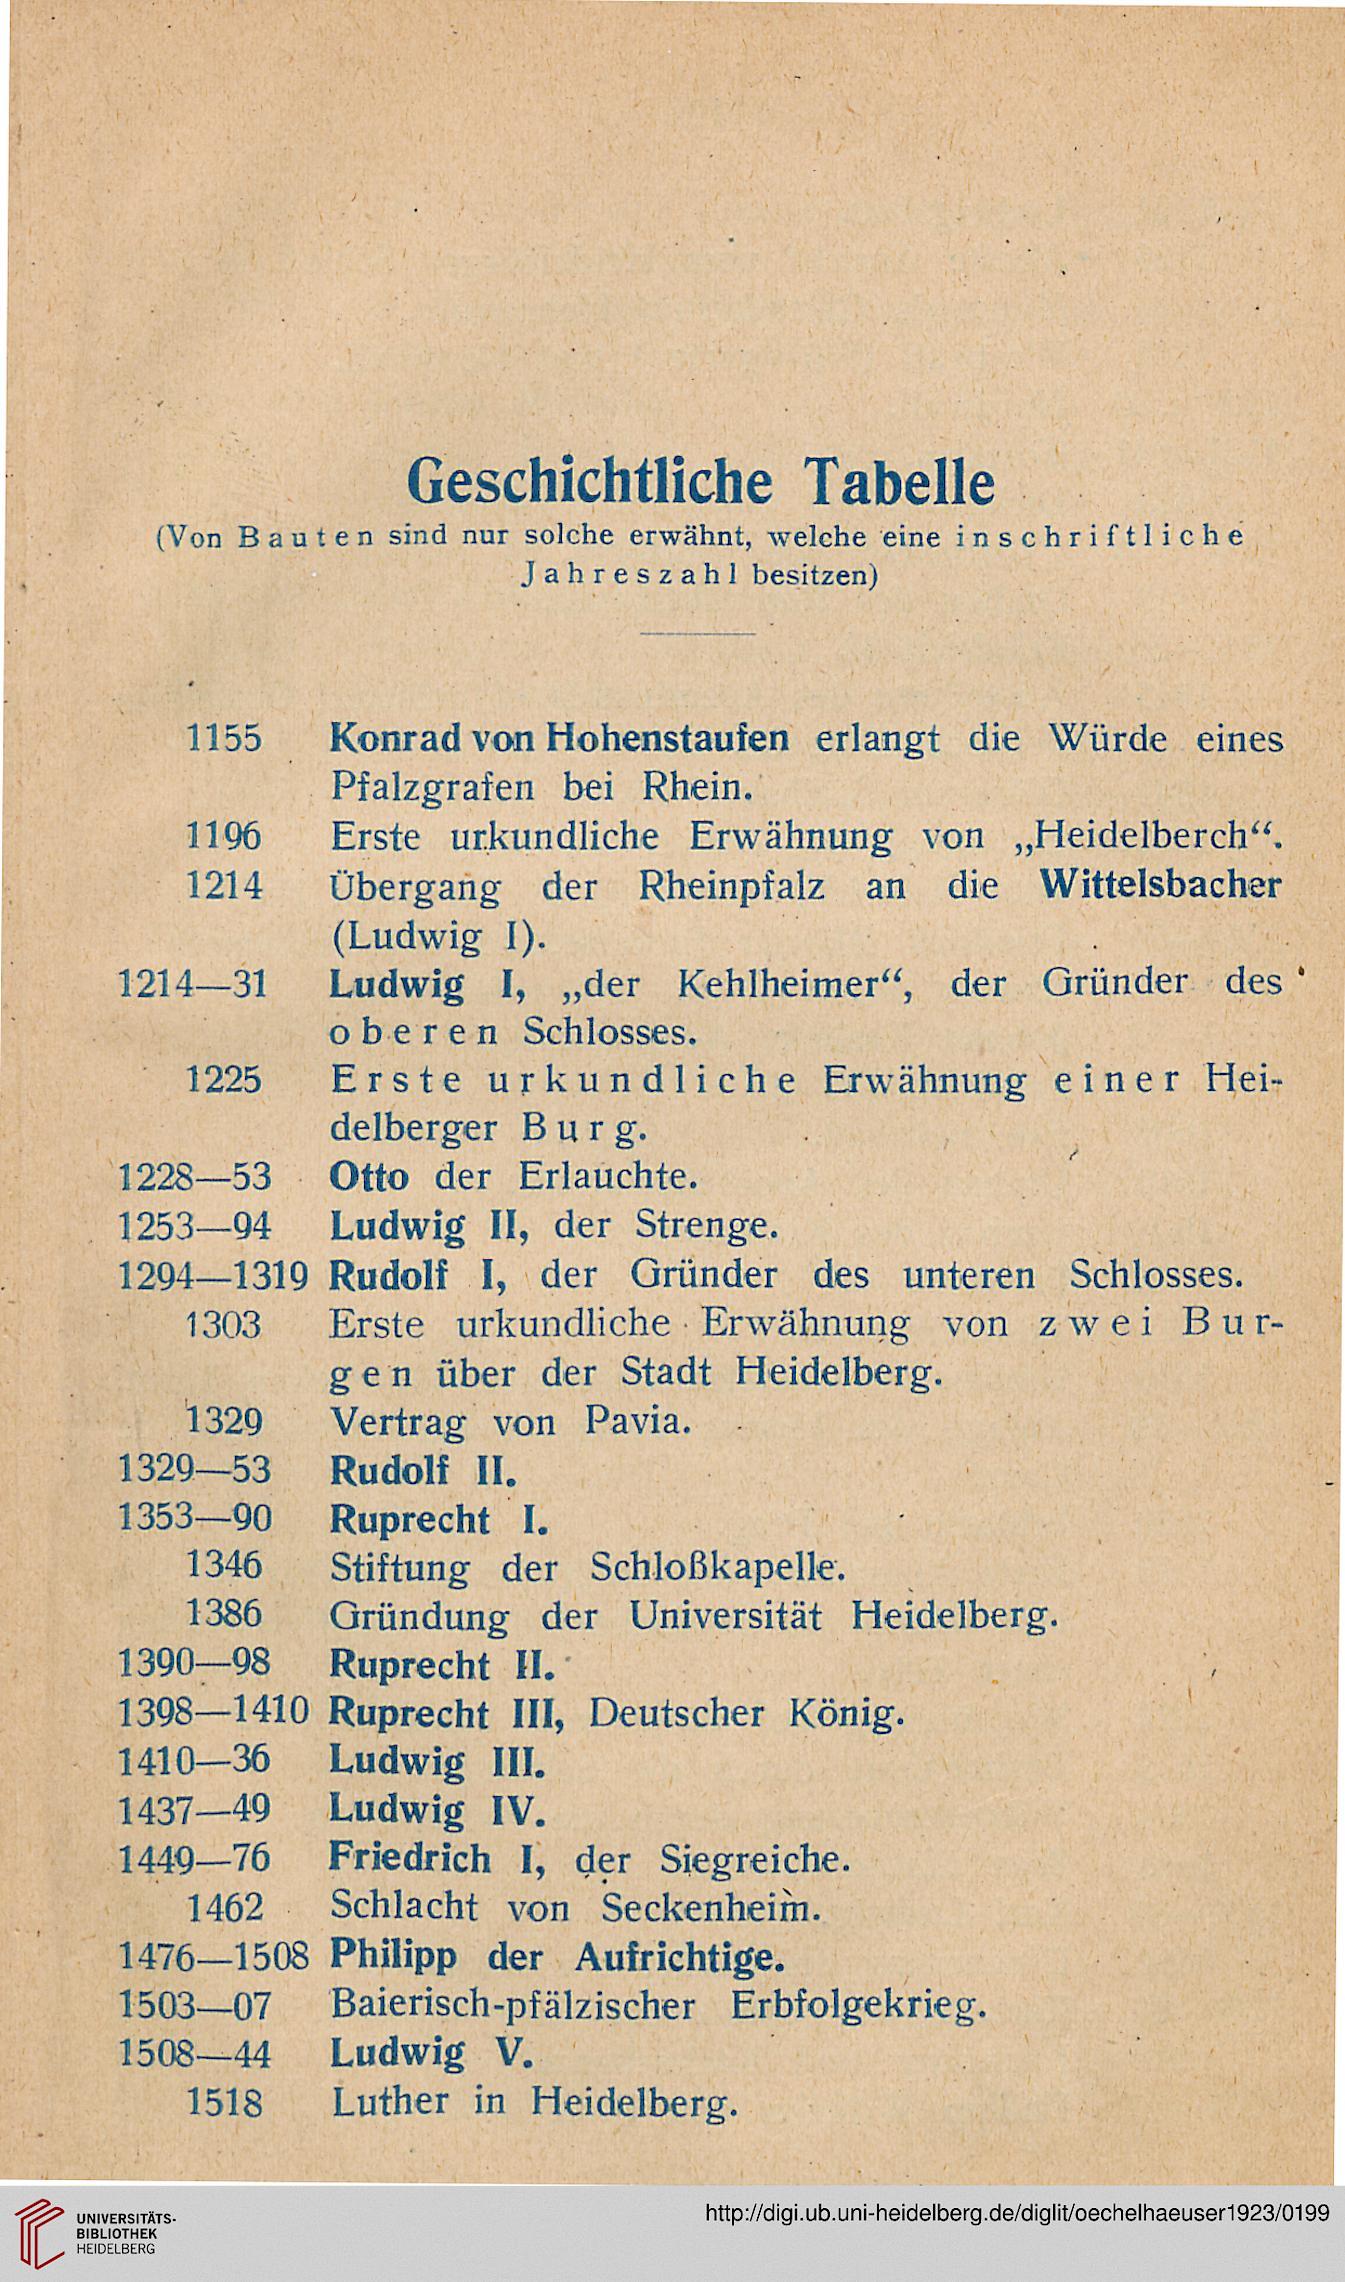 Geschichtliche Tabelle
(Von Bauten sind nur solche erwähnt, welche eine inschriftliche
Jahreszahl besitzen)
1155 Konrad von Hohenstaufen erlangt die Würde eines
Pfalzgrafen bei Rhein.
1196 Erste urkundliche Erwähnung von „Heidelberch“.
1214 Übergang der Rheinpfalz an die Wittelsbacher
(Ludwig I).
1214—31 Ludwig I, „der Kehlheimer“, der Gründer des
oberen Schlosses.
1225 Erste urkundliche Erwähnung einer Hei-
delberger Burg.
1228—53 Otto der Erlauchte.
1253—94 Ludwig II, der Strenge.
1294—1319 Rudolf I, der Gründer des unteren Schlosses.
1303 Erste urkundliche Erwähnung von zwei Bur-
gen über der Stadt Heidelberg.
1329 Vertrag von Pavia.
1329—53 Rudolf II.
1353—90 Ruprecht I.
1346 Stiftung der Schloßkapelle.
1386 Gründung der Universität Heidelberg.
1390—98 Ruprecht II.
1398—1410 Ruprecht III, Deutscher König.
1410—36 Ludwig III.
1437—49 Ludwig IV.
1449—76 Friedrich I, der Siegreiche.
1462 Schlacht von Seckenheim.
1476—1508 Philipp der Aufrichtige.
1503—07 Baierisch-pfälzischer Erbfolgekrieg.
1508—44 Ludwig V.
1518 Luther in Heidelberg.
UNIVERSITÄTS-
BIBLIOTHEK
HEIDELBERG
http://digi.ub.uni-heidelberg.de/diglit/oechelhaeuser1923/0199